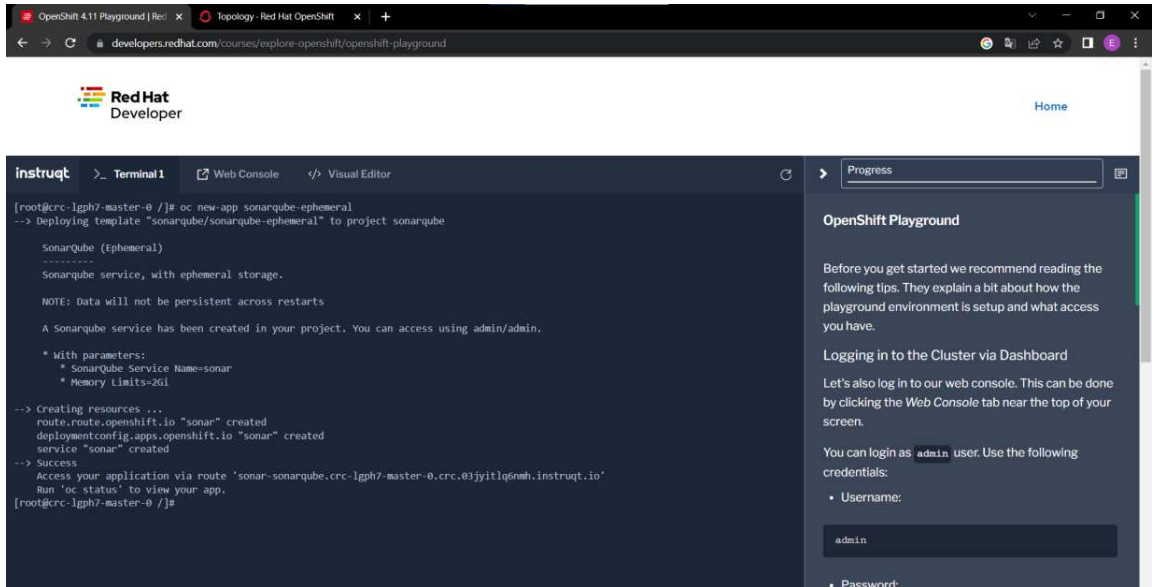 OpenShift 4.11 Playground | Red
Topology · Red Hat OpenShift
developers.redhat.com/courses/explore-openshift/openshift-playground
E
Red Hat
Developer
Home
instruqt
>_ Terminal 1
Web Console
</> Visual Editor
Progress
[root@crc-lgph7-master-0 /]# oc new-app sonarqube-ephemeral
--> Deploying template "sonarqube/sonarqube-ephemeral" to project sonarqube
SonarQube (Ephemeral)
---------
Sonarqube service, with ephemeral storage.
NOTE: Data will not be persistent across restarts
A Sonarqube service has been created in your project. You can access using admin/admin.
* With parameters:
* SonarQube Service Name=sonar
* Memory Limits=2Gi
--> Creating resources ...
route.route.openshift.io "sonar" created
deploymentconfig.apps.openshift.io "sonar" created
service "sonar" created
--> Success
Access your application via route 'sonar-sonarqube.crc-lgph7-master-0.crc.03jyitlq6nmh.instruqt.io'
Run 'oc status' to view your app.
[root@crc-lgph7-master-0 /]#
OpenShift Playground
Before you get started we recommend reading the
following tips. They explain a bit about how the
playground environment is setup and what access
you have.
Logging in to the Cluster via Dashboard
Let's also log in to our web console. This can be done
by clicking the Web Console tab near the top of your
screen.
You can login as admin user. Use the following
credentials:
• Username:
admin
• Password: